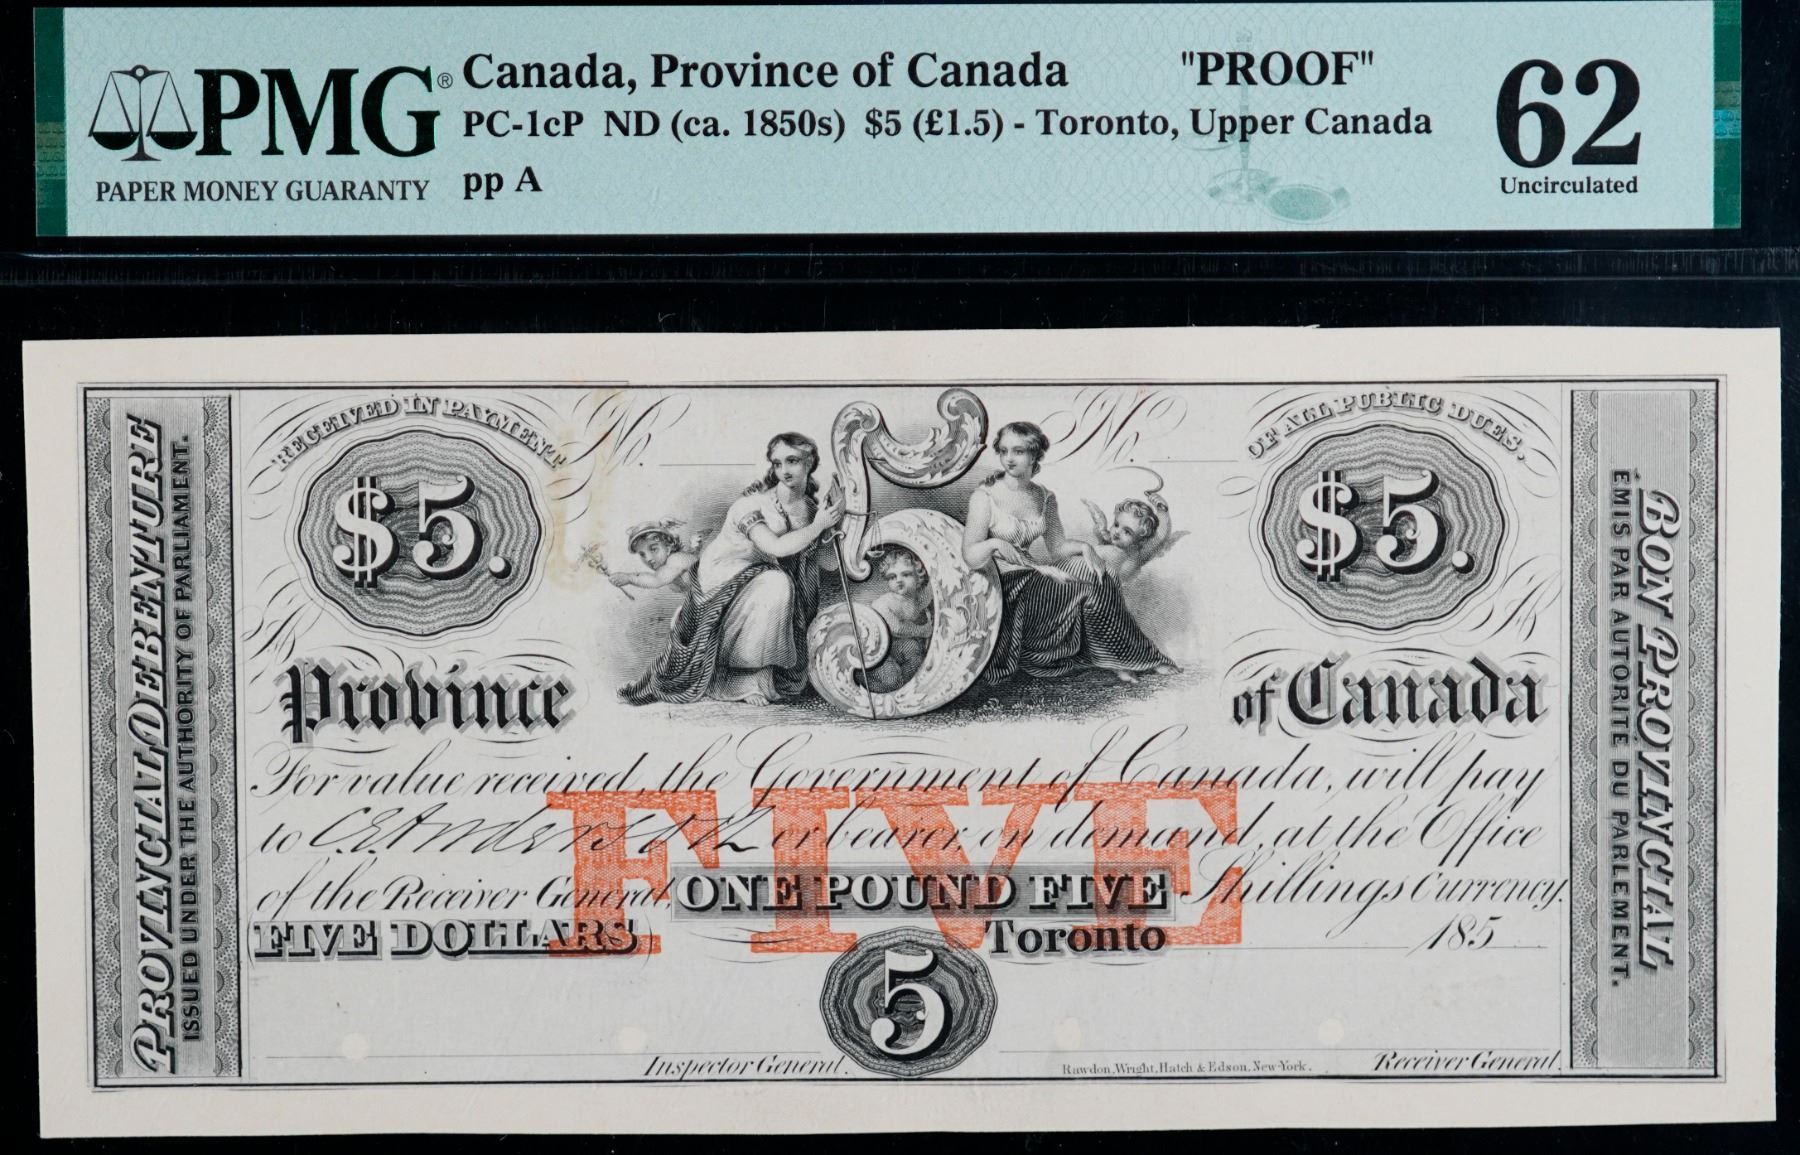 PMG®
PAPER MONEY GUARANTY
Canada, Province of Canada "PROOF"
PC-1cP ND (ca. 1850s) $5 (£1.5) - Toronto, Upper Canada
pp A
62
Uncirculated
PROVINCIAL DEBENTURE
ISSUED UNDER THE AUTHORITY OF PARLIAMENT.
RECEIVED IN PAYMENT
No.
No.
OF ALL PUBLIC DUES.
$5.
5
$5.
Province
of Canada
For value received, the Government of Canada, will pay
to C.E. Anderson or bearer, on demand, at the Office
of the Receiver General, ONE POUND FIVE Shillings Currency.
(FIVE DOLLARS) Toronto 185
FIVE
5
Inspector General.
Rawdon, Wright, Hatch & Edson, New-York.
Receiver General.
BON PROVINCIAL
EMIS PAR AUTORITE DU PARLEMENT.